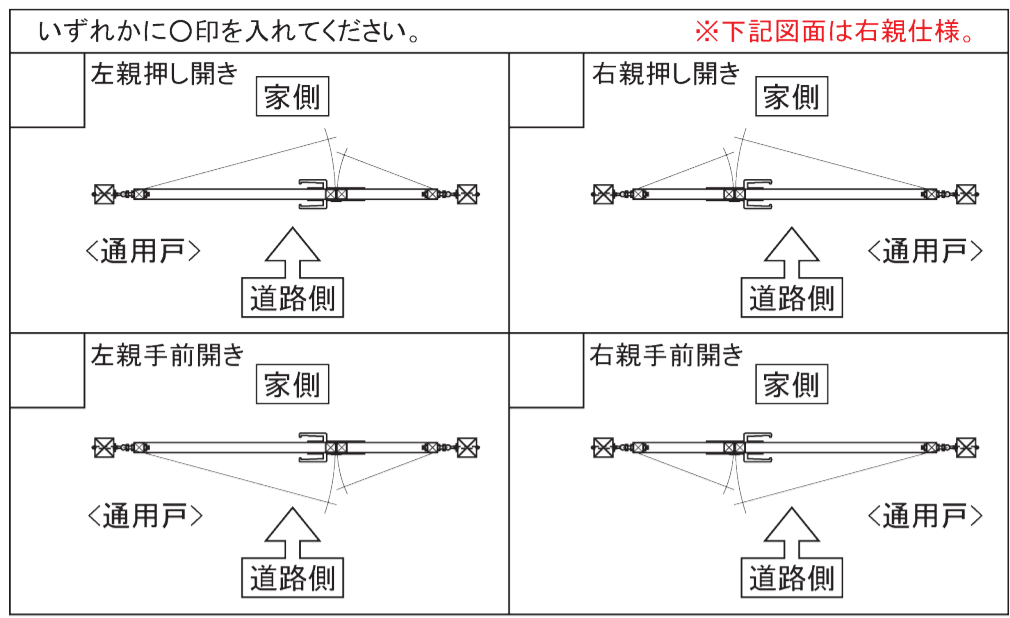 いずれかに〇印を入れてください。
※下記図面は右親仕様。
左親押し開き
家側
<通用戸>
道路側
右親押し開き
家側
<通用戸>
道路側
左親手前開き
家側
<通用戸>
道路側
右親手前開き
家側
<通用戸>
道路側